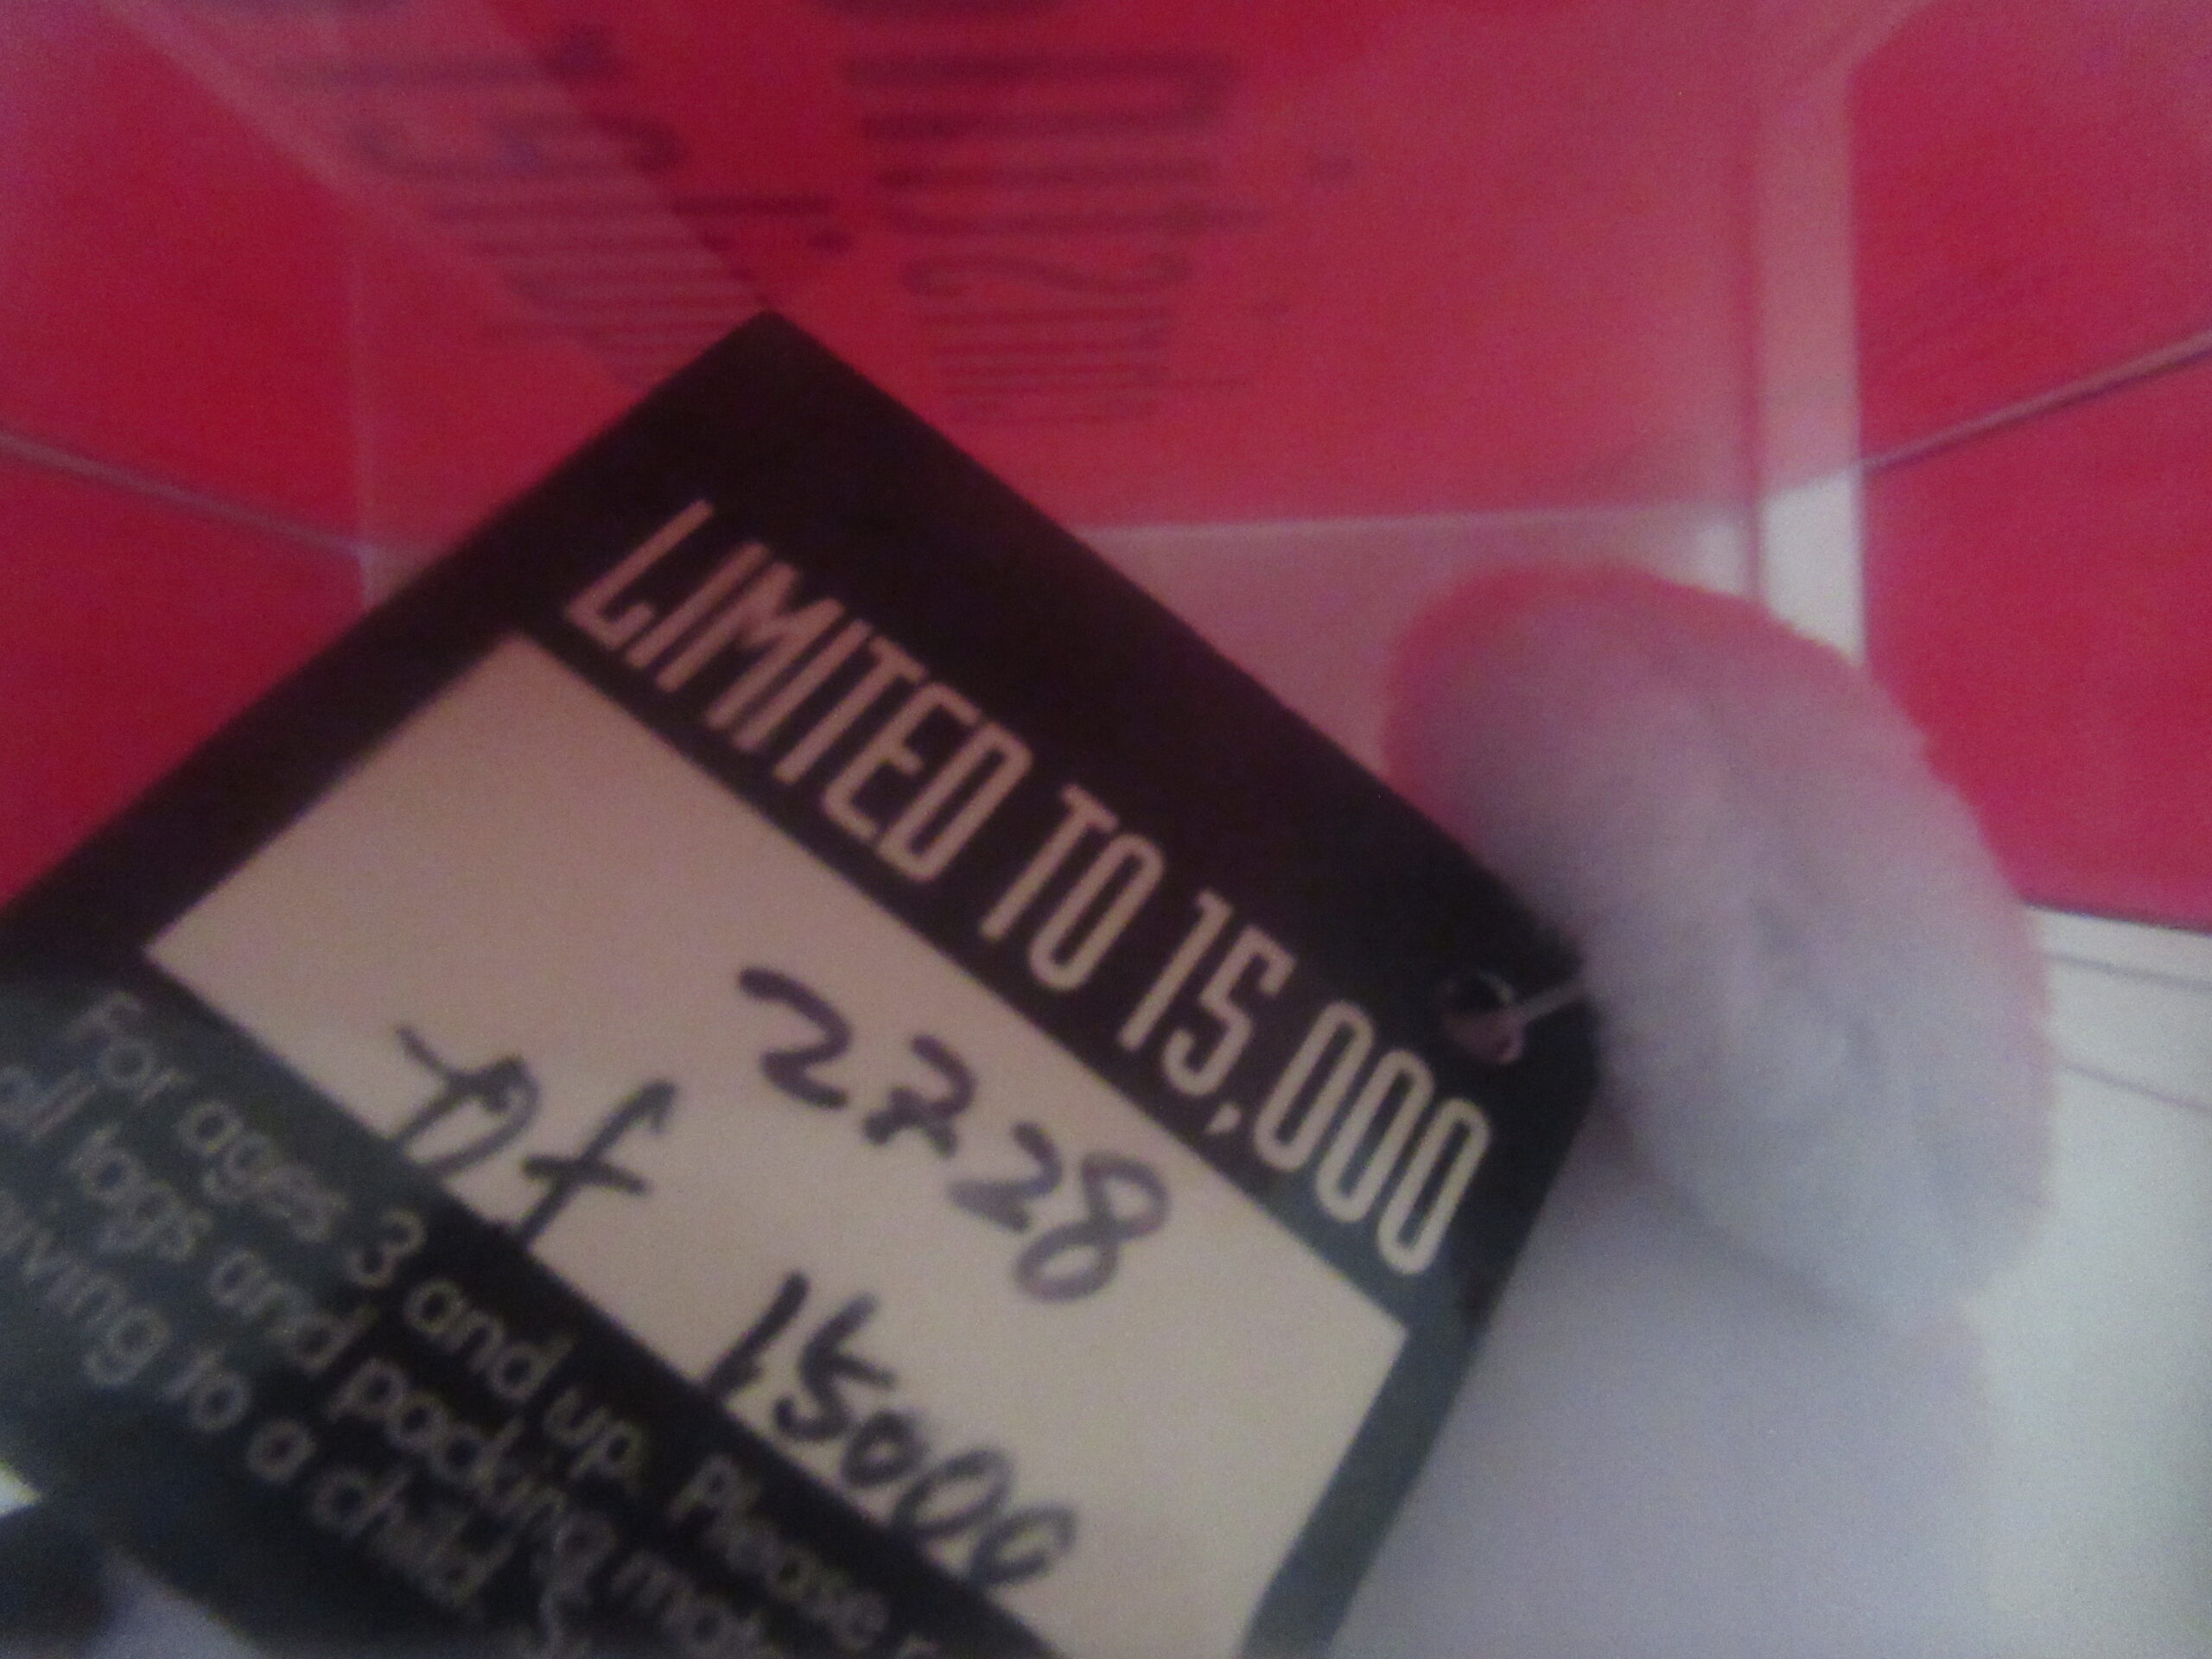 LIMITED TO 15,000
2728
of
15000
For ages 3 and up. Please
all tags and packing
to a child.